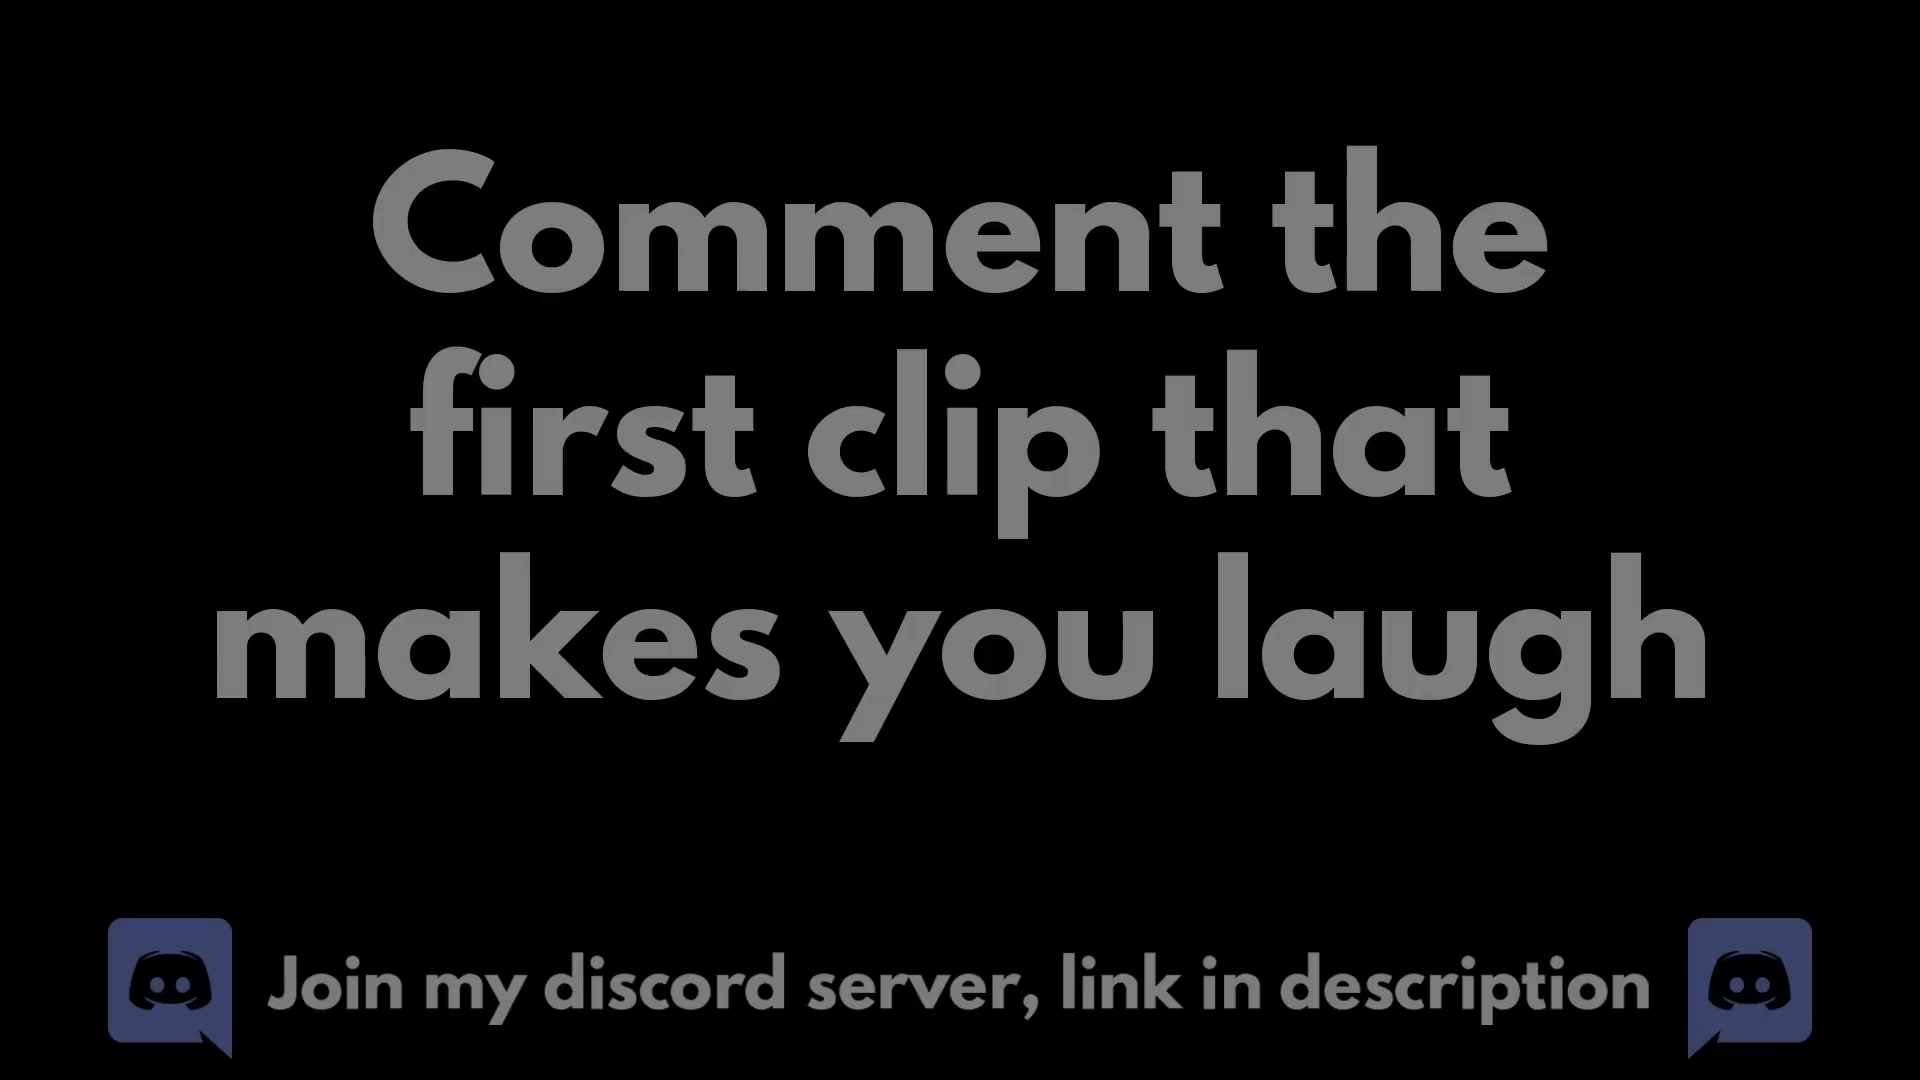 Comment the
first clip that
makes you laugh
Join my discord server, link in description